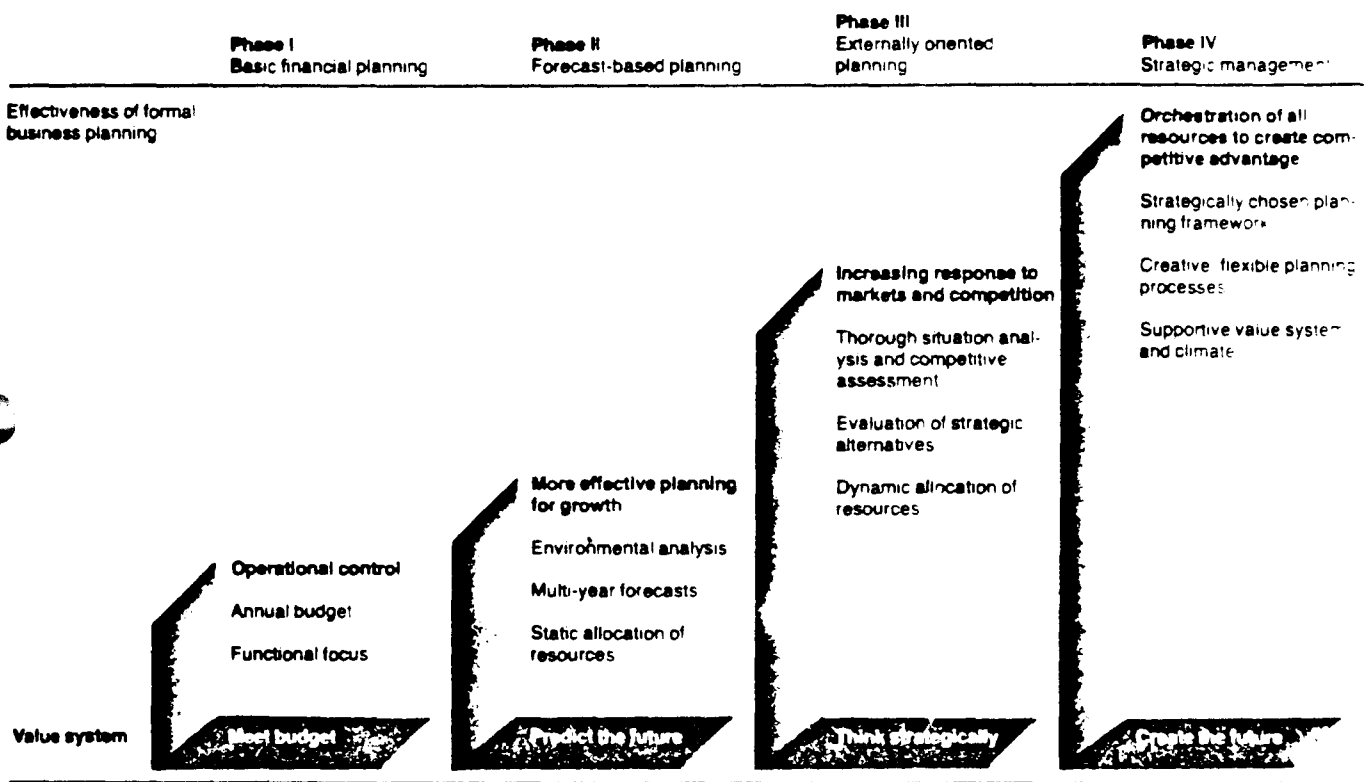 Phase I
Basic financial planning
Phase II
Forecast-based planning
Phase III
Externally oriented
planning
Phase IV
Strategic management
Effectiveness of formal
business planning
Operational control
Annual budget
Functional focus
More effective planning
for growth
Environmental analysis
Multi-year forecasts
Static allocation of
resources
Increasing response to
markets and competition
Thorough situation anal-
ysis and competitive
assessment
Evaluation of strategic
alternatives
Dynamic allocation of
resources
Orchestration of all
resources to create com-
petitive advantage
Strategically chosen plan-
ning framework
Creative flexible planning
processes
Supportive value system
and climate
Value system
Meet budget
Predict the future
Think strategically
Create the future